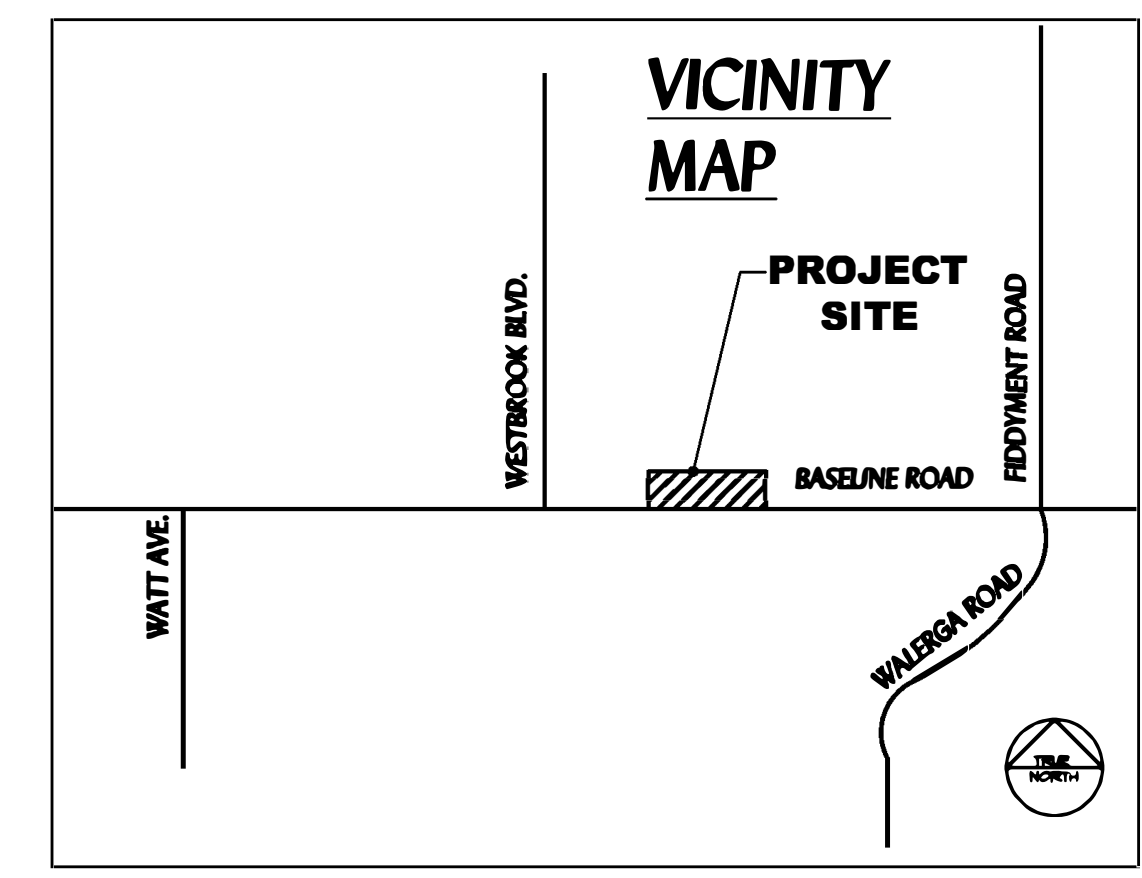 VICINITY
MAP
PROJECT
SITE
WESTBROOK BLVD.
FIDDYMENT ROAD
BASELINE ROAD
WATT AVE.
WALERGA ROAD
TRUE
NORTH